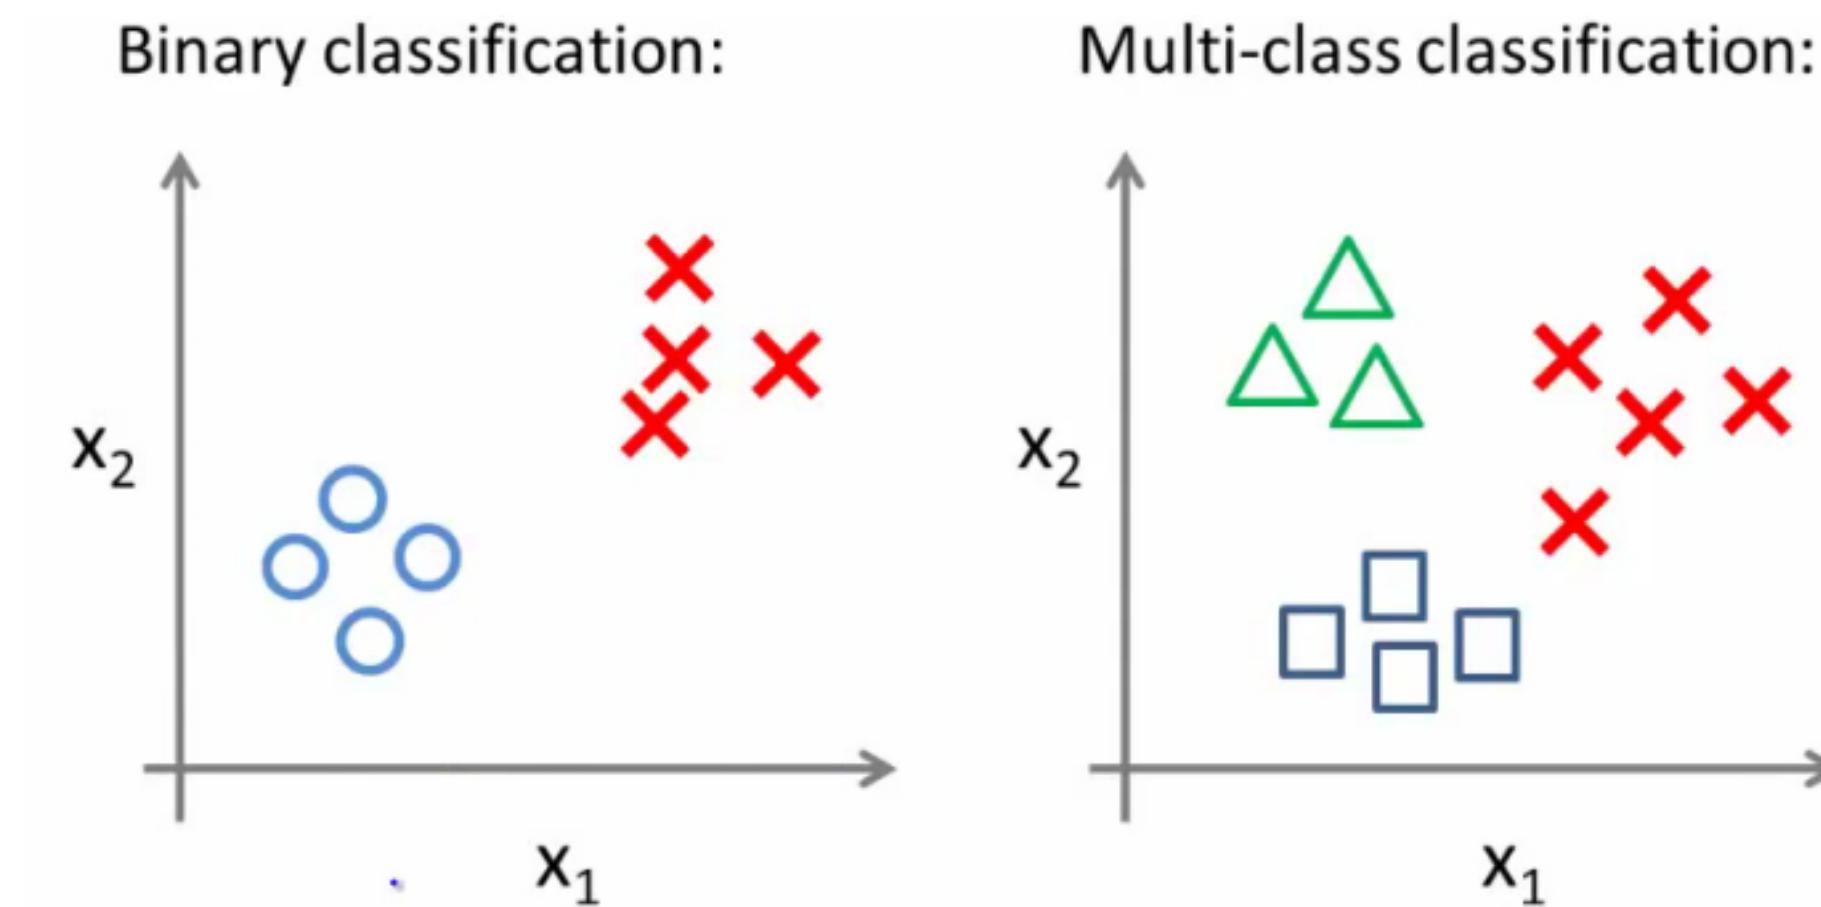 Binary classification:
Multi-class classification:
x₂
x₁
x₂
x₁